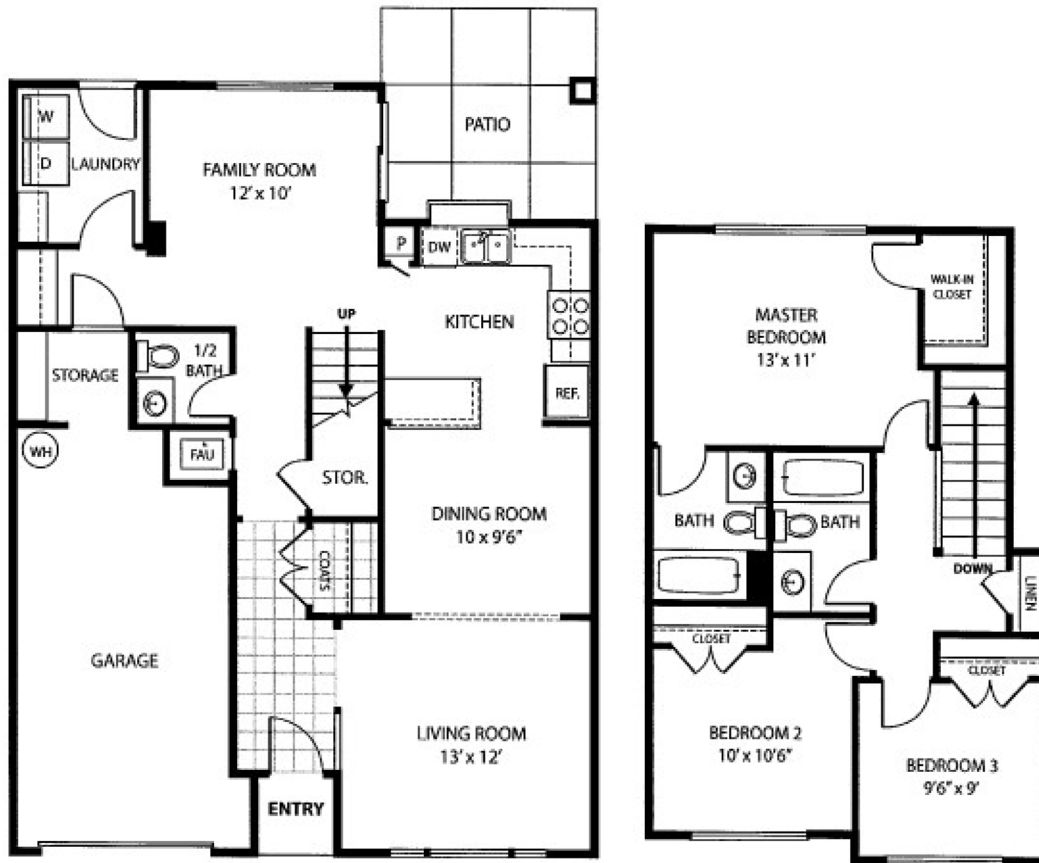 PATIO
W
D
LAUNDRY
FAMILY ROOM
12' x 10'
P
DW
UP
KITCHEN
REF.
1/2
BATH
STORAGE
WH
FAU
STOR.
DINING ROOM
10 x 9'6"
COATS
GARAGE
LIVING ROOM
13' x 12'
ENTRY
WALK-IN
CLOSET
MASTER
BEDROOM
13' x 11'
BATH
BATH
DOWN
LINEN
CLOSET
CLOSET
BEDROOM 2
10' x 10'6"
BEDROOM 3
9'6" x 9'